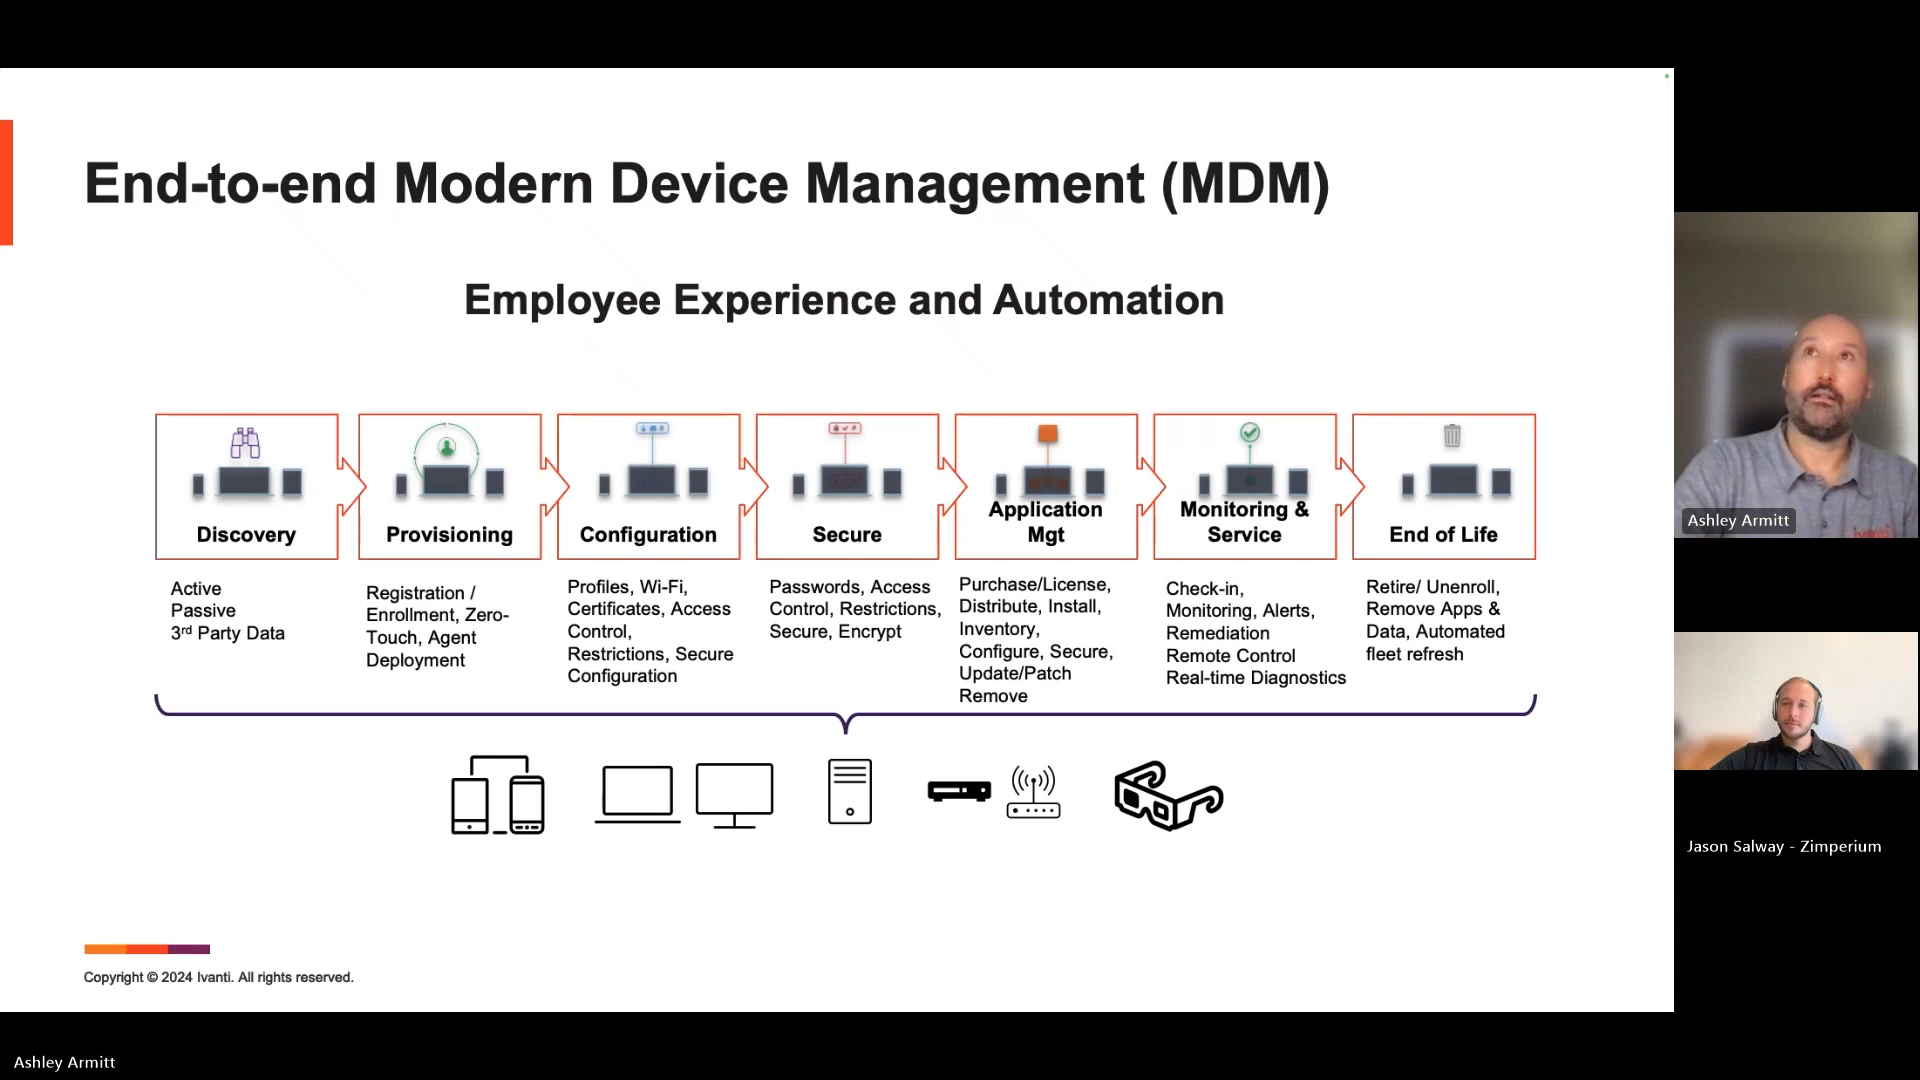 End-to-end Modern Device Management (MDM)
Employee Experience and Automation
Discovery
Provisioning
Configuration
Secure
Application
Mgt
Monitoring &
Service
End of Life
Active
Passive
3rd Party Data
Registration /
Enrollment, Zero-
Touch, Agent
Deployment
Profiles, Wi-Fi,
Certificates, Access
Control,
Restrictions, Secure
Configuration
Passwords, Access
Control, Restrictions,
Secure, Encrypt
Purchase/License,
Distribute, Install,
Inventory,
Configure, Secure,
Update/Patch
Remove
Check-in,
Monitoring, Alerts,
Remediation
Remote Control
Real-time Diagnostics
Retire/ Unenroll,
Remove Apps &
Data, Automated
fleet refresh
Copyright © 2024 Ivanti. All rights reserved.
Ashley Armitt
ivanti
Jason Salway - Zimperium
Ashley Armitt